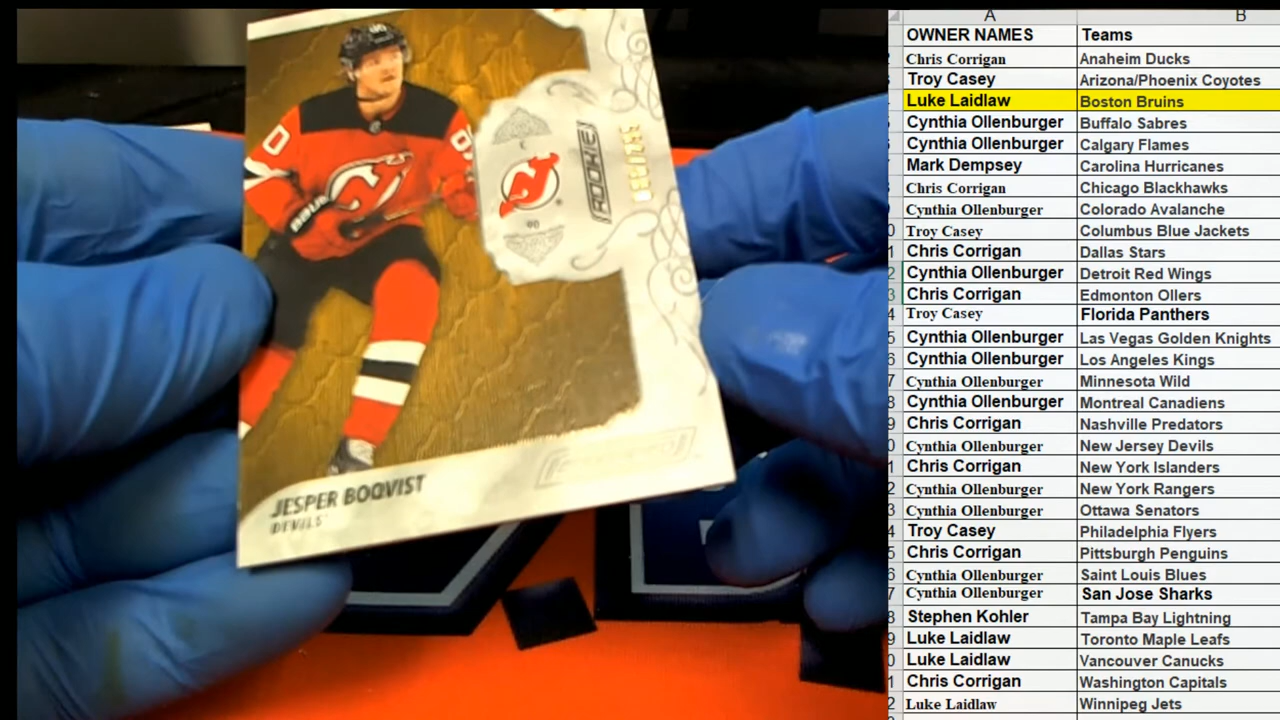 JESPER BOQVIST
DEVILS
ROOKIE
90
A B
OWNER NAMES Teams
Chris Corrigan Anaheim Ducks
Troy Casey Arizona/Phoenix Coyotes
Luke Laidlaw Boston Bruins
Cynthia Ollenburger Buffalo Sabres
Cynthia Ollenburger Calgary Flames
Mark Dempsey Carolina Hurricanes
Chris Corrigan Chicago Blackhawks
Cynthia Ollenburger Colorado Avalanche
Troy Casey Columbus Blue Jackets
Chris Corrigan Dallas Stars
Cynthia Ollenburger Detroit Red Wings
Chris Corrigan Edmonton Ollers
Troy Casey Florida Panthers
Cynthia Ollenburger Las Vegas Golden Knights
Cynthia Ollenburger Los Angeles Kings
Cynthia Ollenburger Minnesota Wild
Cynthia Ollenburger Montreal Canadiens
Chris Corrigan Nashville Predators
Cynthia Ollenburger New Jersey Devils
Chris Corrigan New York Islanders
Cynthia Ollenburger New York Rangers
Cynthia Ollenburger Ottawa Senators
Troy Casey Philadelphia Flyers
Chris Corrigan Pittsburgh Penguins
Cynthia Ollenburger Saint Louis Blues
Cynthia Ollenburger San Jose Sharks
Stephen Kohler Tampa Bay Lightning
Luke Laidlaw Toronto Maple Leafs
Luke Laidlaw Vancouver Canucks
Chris Corrigan Washington Capitals
Luke Laidlaw Winnipeg Jets